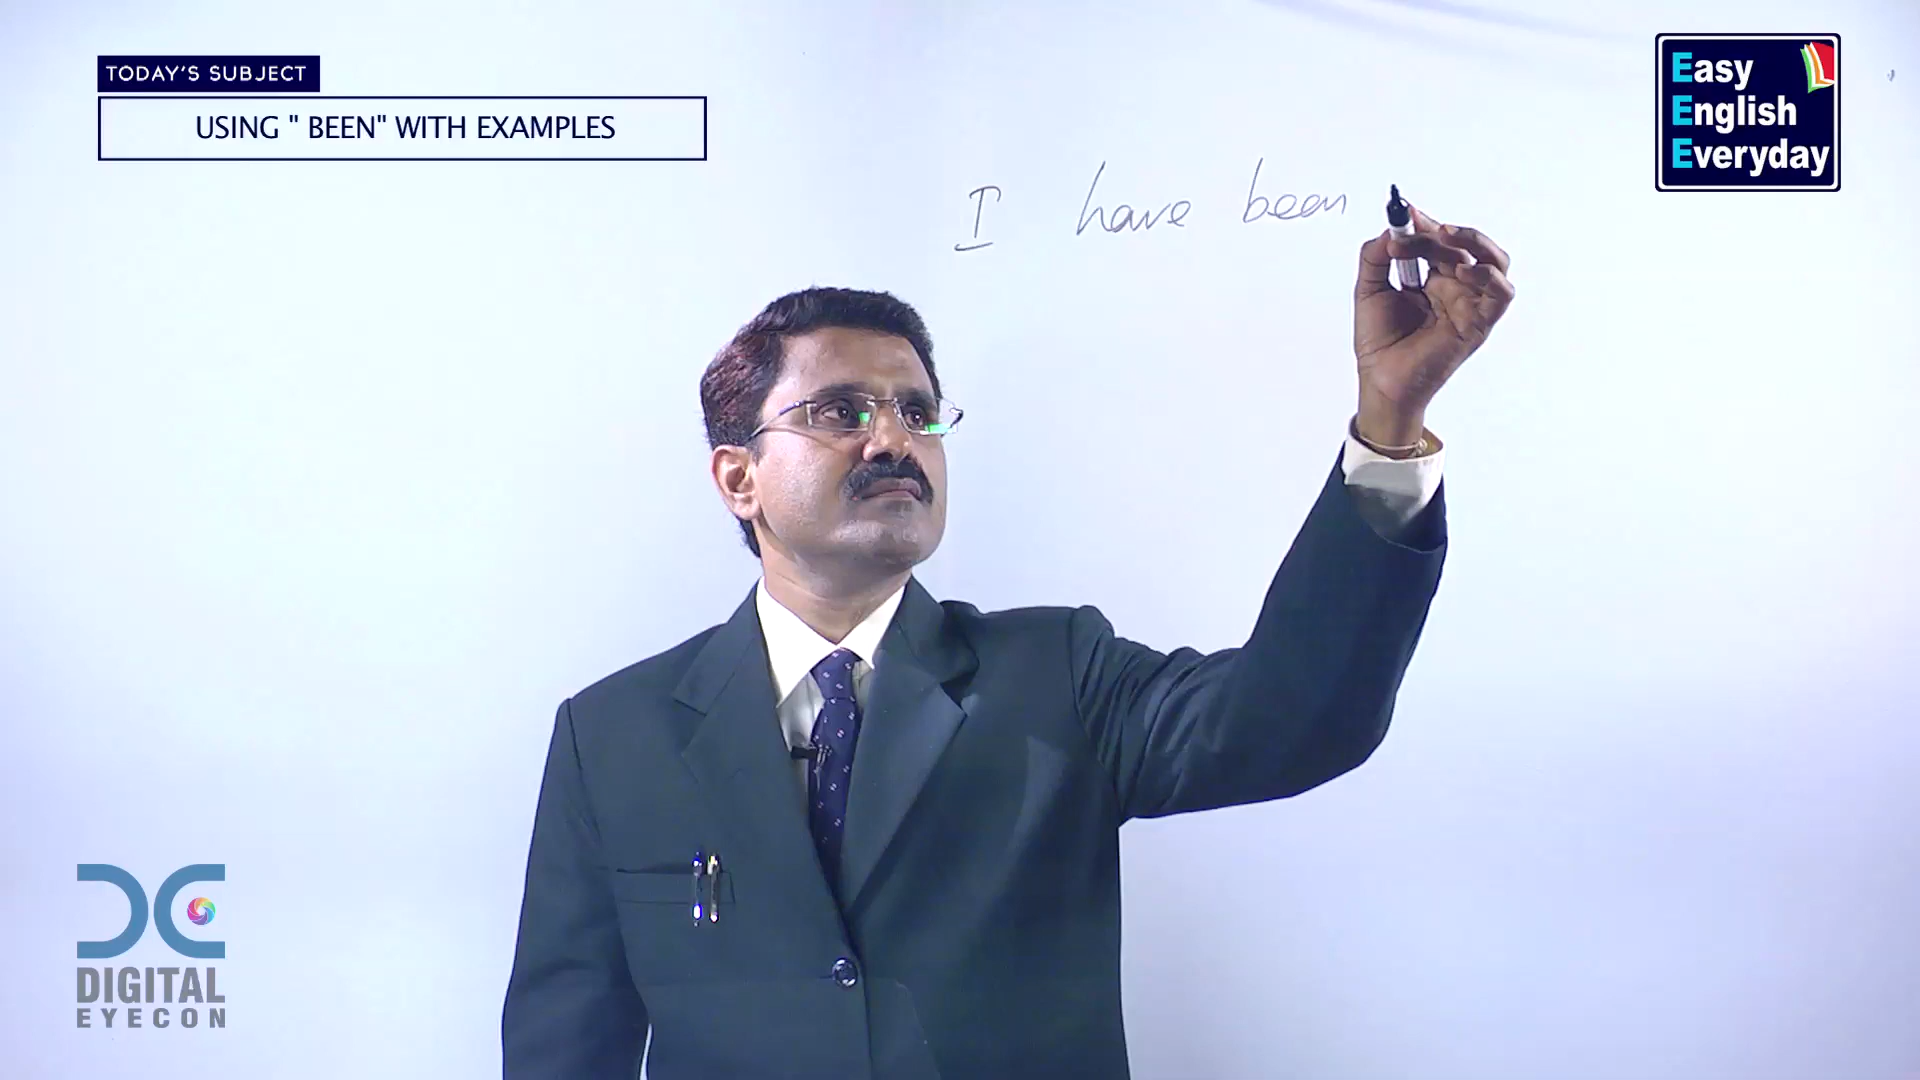 TODAY'S SUBJECT
USING " BEEN" WITH EXAMPLES
Easy
English
Everyday
I have been
DIGITAL
EYECON